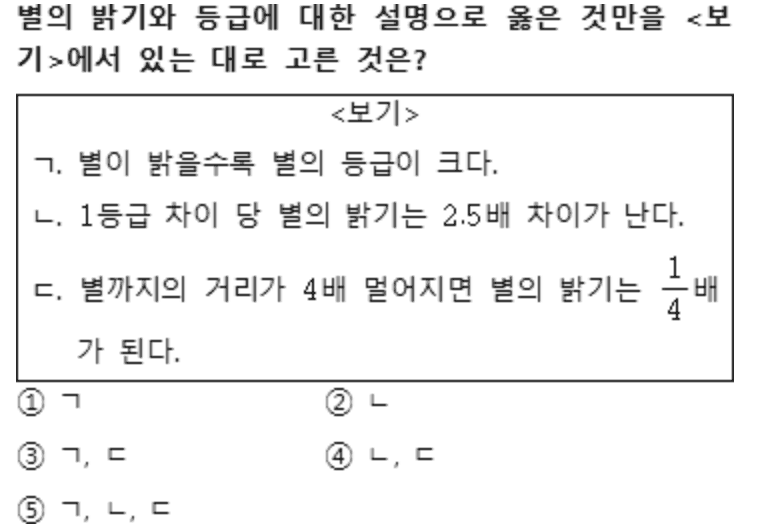 별의 밝기와 등급에 대한 설명으로 옳은 것만을 <보
기>에서 있는 대로 고른 것은?
<보기>
ㄱ. 별이 밝을수록 별의 등급이 크다.
ㄴ. 1등급 차이 당 별의 밝기는 2.5배 차이가 난다.
ㄷ. 별까지의 거리가 4배 멀어지면 별의 밝기는 1/4배
가 된다.
① ㄱ ② ㄴ
③ ㄱ, ㄷ ④ ㄴ, ㄷ
⑤ ㄱ, ㄴ, ㄷ